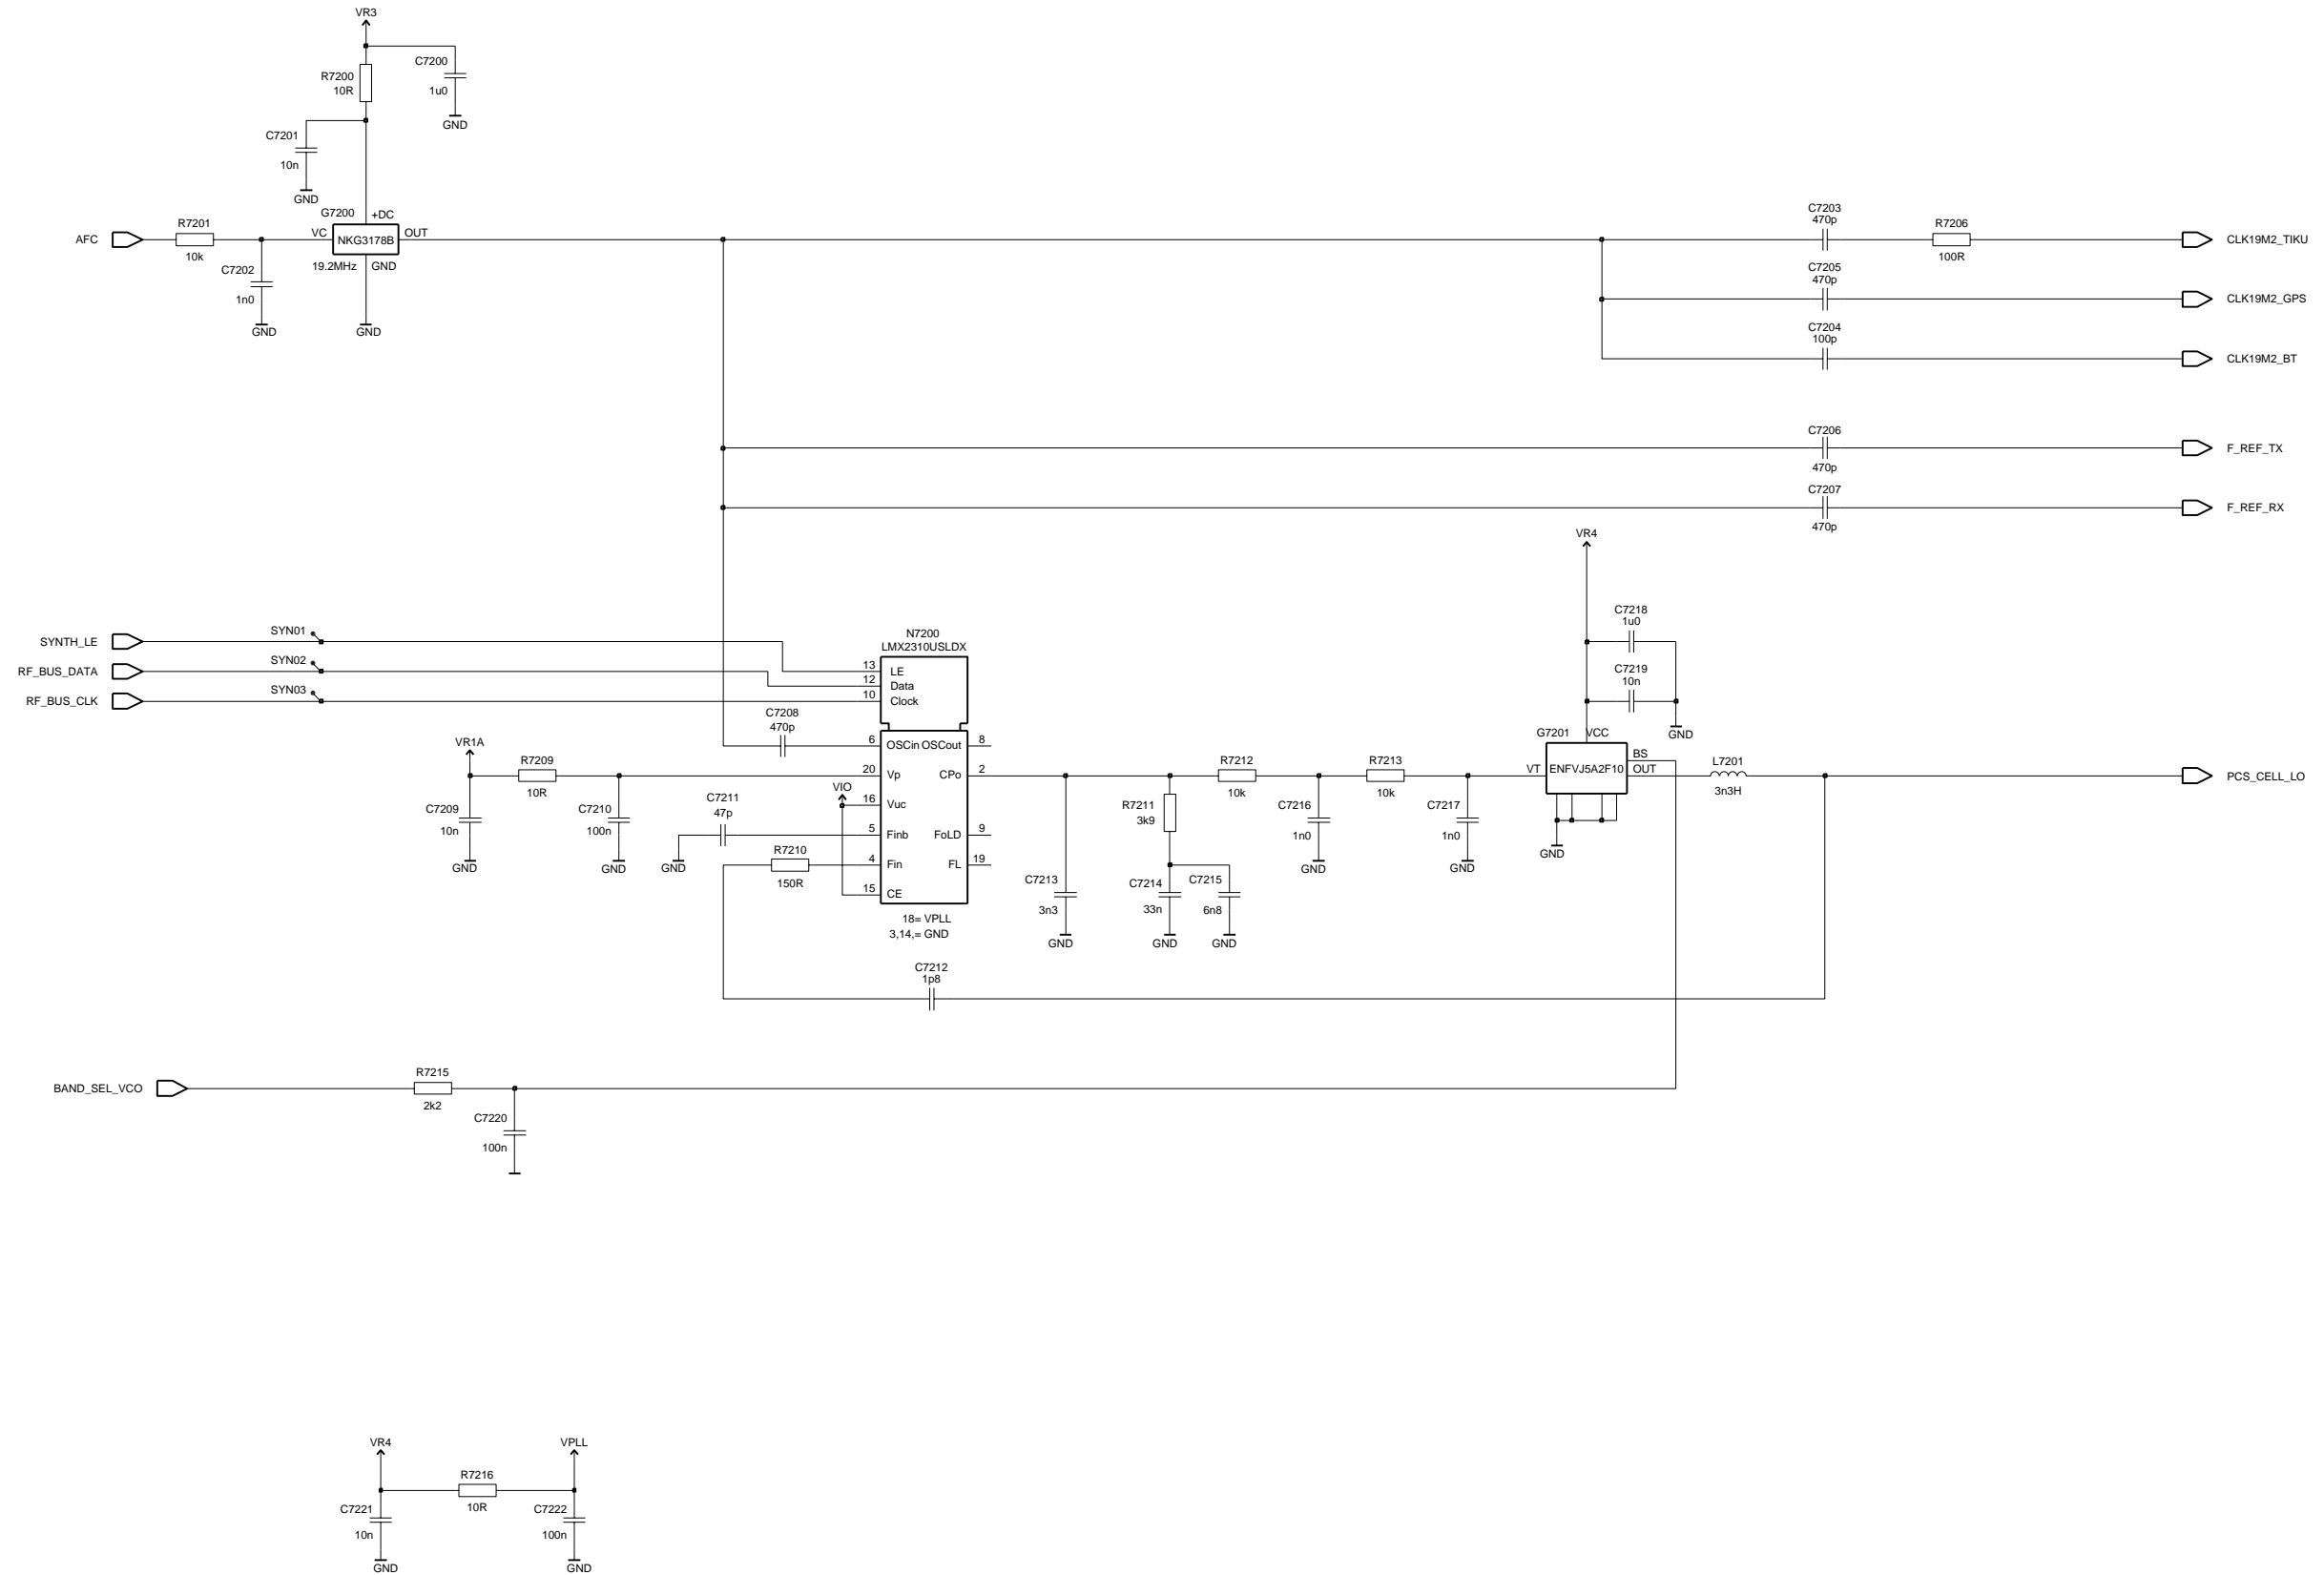 VR3
C7200
R7200
10R
1u0
GND
C7201
10n
GND
G7200
+DC
AFC
R7201
10k
VC
NKG3178B
OUT
19.2MHz
GND
C7202
1n0
GND
GND
C7203
470p
R7206
100R
CLK19M2_TIKU
C7205
470p
CLK19M2_GPS
C7204
100p
CLK19M2_BT
C7206
470p
F_REF_TX
C7207
470p
F_REF_RX
VR4
C7218
1u0
C7219
10n
GND
SYNTH_LE
SYN01
RF_BUS_DATA
SYN02
RF_BUS_CLK
SYN03
N7200
LMX2310USLDX
13
LE
12
Data
10
Clock
C7208
470p
6
OSCin
OSCout
8
VR1A
R7209
10R
20
Vp
CPo
2
C7209
10n
GND
C7210
100n
GND
VIO
16
Vuc
C7211
47p
GND
5
Finb
FoLD
9
R7210
150R
4
Fin
FL
19
15
CE
18= VPLL
3,14,= GND
R7212
10k
R7213
10k
R7211
3k9
C7216
1n0
GND
C7217
1n0
GND
C7213
3n3
GND
C7214
33n
GND
C7215
6n8
GND
G7201
VCC
BS
VT
ENFVJ5A2F10
OUT
GND
L7201
3n3H
PCS_CELL_LO
C7212
1p8
BAND_SEL_VCO
R7215
2k2
C7220
100n
VR4
VPLL
R7216
10R
C7221
10n
GND
C7222
100n
GND